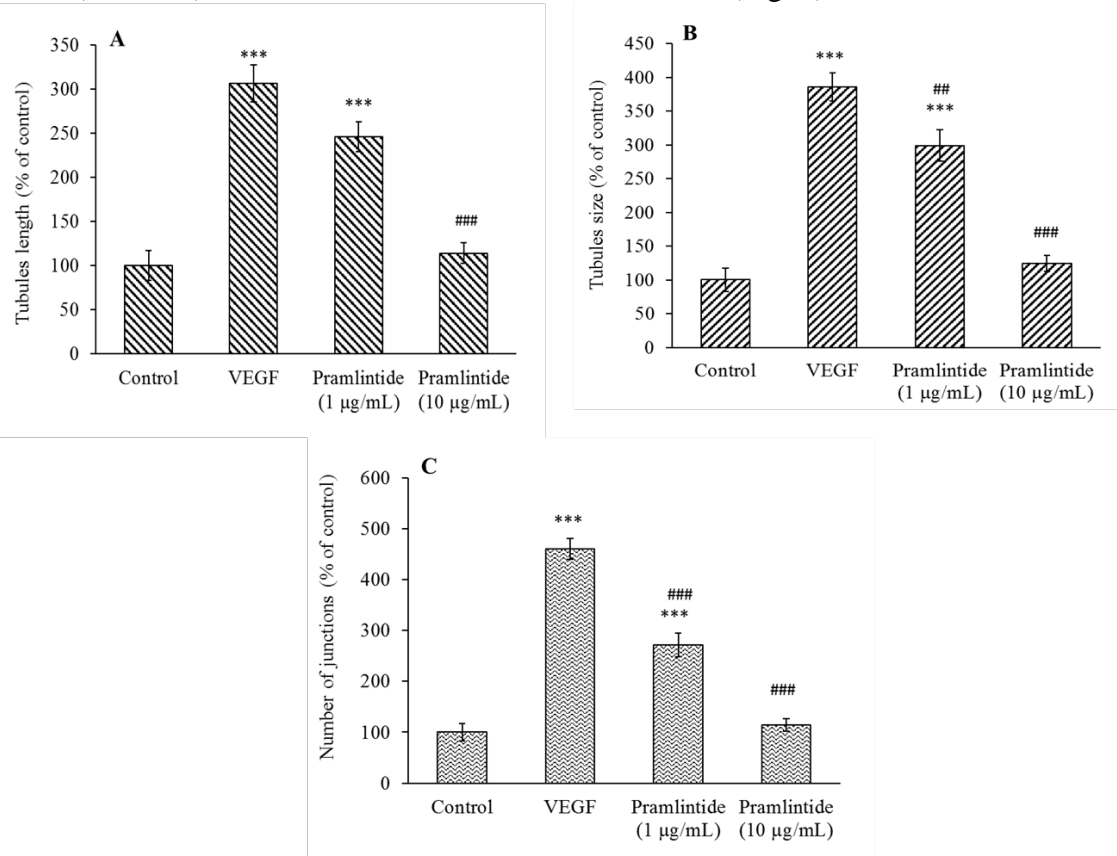 A
Tubules length (% of control)
350
300
250
200
150
100
50
0
***
***
###
Control
VEGF
Pramlintide
(1 µg/mL)
Pramlintide
(10 µg/mL)
B
Tubules size (% of control)
450
400
350
300
250
200
150
100
50
0
***
##
***
###
Control
VEGF
Pramlintide
(1 µg/mL)
Pramlintide
(10 µg/mL)
C
Number of junctions (% of control)
600
500
400
300
200
100
0
***
###
***
###
Control
VEGF
Pramlintide
(1 µg/mL)
Pramlintide
(10 µg/mL)